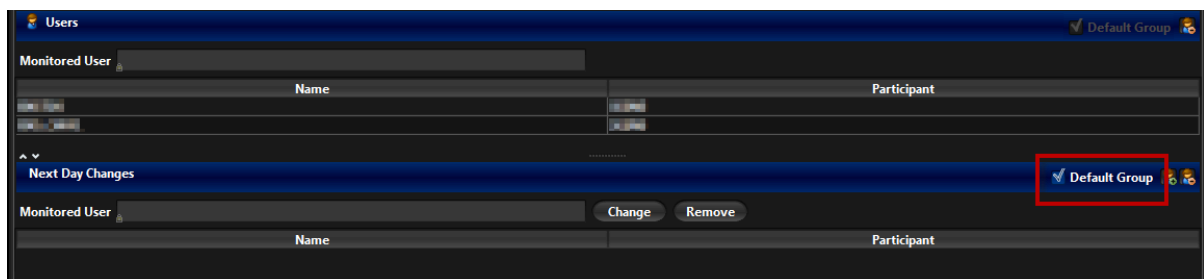 Users
Default Group
Monitored User
Name Participant
Next Day Changes
Default Group
Monitored User Change Remove
Name Participant